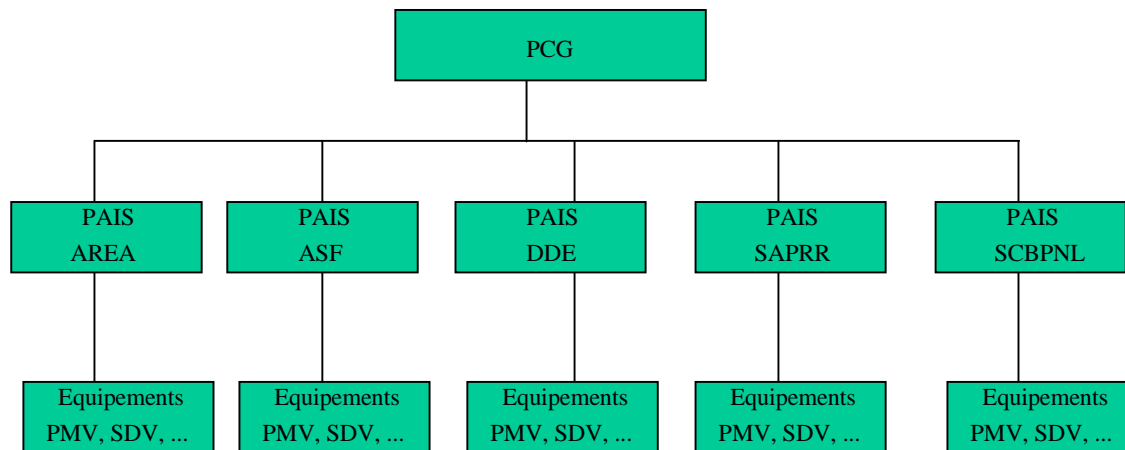 PCG
PAIS
AREA
PAIS
ASF
PAIS
DDE
PAIS
SAPRR
PAIS
SCBPNL
Equipements
PMV, SDV, ...
Equipements
PMV, SDV, ...
Equipements
PMV, SDV, ...
Equipements
PMV, SDV, ...
Equipements
PMV, SDV, ...